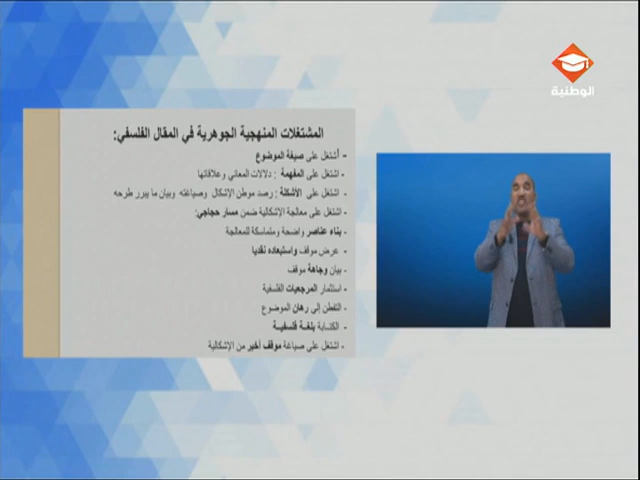 الوطنية
المشتغلات المنهجية الجوهرية في المقال الفلسفي:
- أشتغل على صيغة الموضوع
- اشتغل على المفهمة : دلالات المعاني وعلاقاتها
- اشتغل على الأشكلة : رصد موطن الإشكال وصياغته وبيان ما يبرر طرحه
- اشتغل على معالجة الإشكالية ضمن مسار حجاجي:
- بناء عناصر واضحة ومتماسكة للمعالجة
- عرض موقف واستبعاده نقديا
- بيان وجاهة موقف
- استثمار المرجعيات الفلسفية
- التفطن إلى رهان الموضوع
- الكتابة بلغة فلسفية
- اشتغل على صياغة موقف أخير من الإشكالية